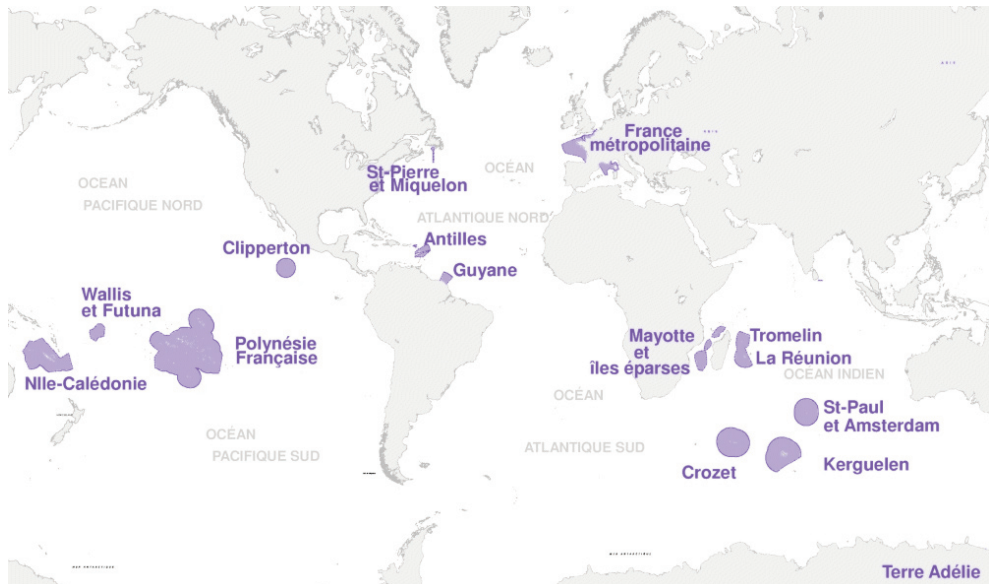 France
métropolitaine
St-Pierre
et Miquelon
OCÉAN
OCÉAN
PACIFIQUE NORD
ATLANTIQUE NORD
Antilles
Clipperton
Guyane
Wallis
et Futuna
Polynésie
Française
Nlle-Calédonie
Mayotte
et
îles éparses
Tromelin
La Réunion
OCÉAN INDIEN
OCÉAN
ATLANTIQUE SUD
St-Paul
et Amsterdam
OCÉAN
PACIFIQUE SUD
Crozet
Kerguelen
Terre Adélie